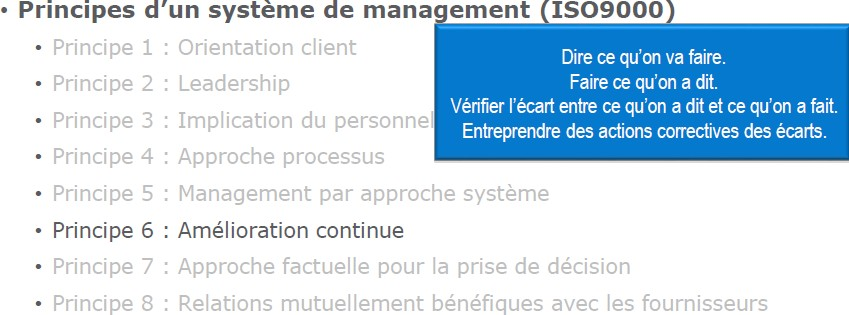 • Principes d’un système de management (ISO9000)
• Principe 1 : Orientation client
• Principe 2 : Leadership
• Principe 3 : Implication du personnel
• Principe 4 : Approche processus
• Principe 5 : Management par approche système
• Principe 6 : Amélioration continue
• Principe 7 : Approche factuelle pour la prise de décision
• Principe 8 : Relations mutuellement bénéfiques avec les fournisseurs
Dire ce qu’on va faire.
Faire ce qu’on a dit.
Vérifier l’écart entre ce qu’on a dit et ce qu’on a fait.
Entreprendre des actions correctives des écarts.